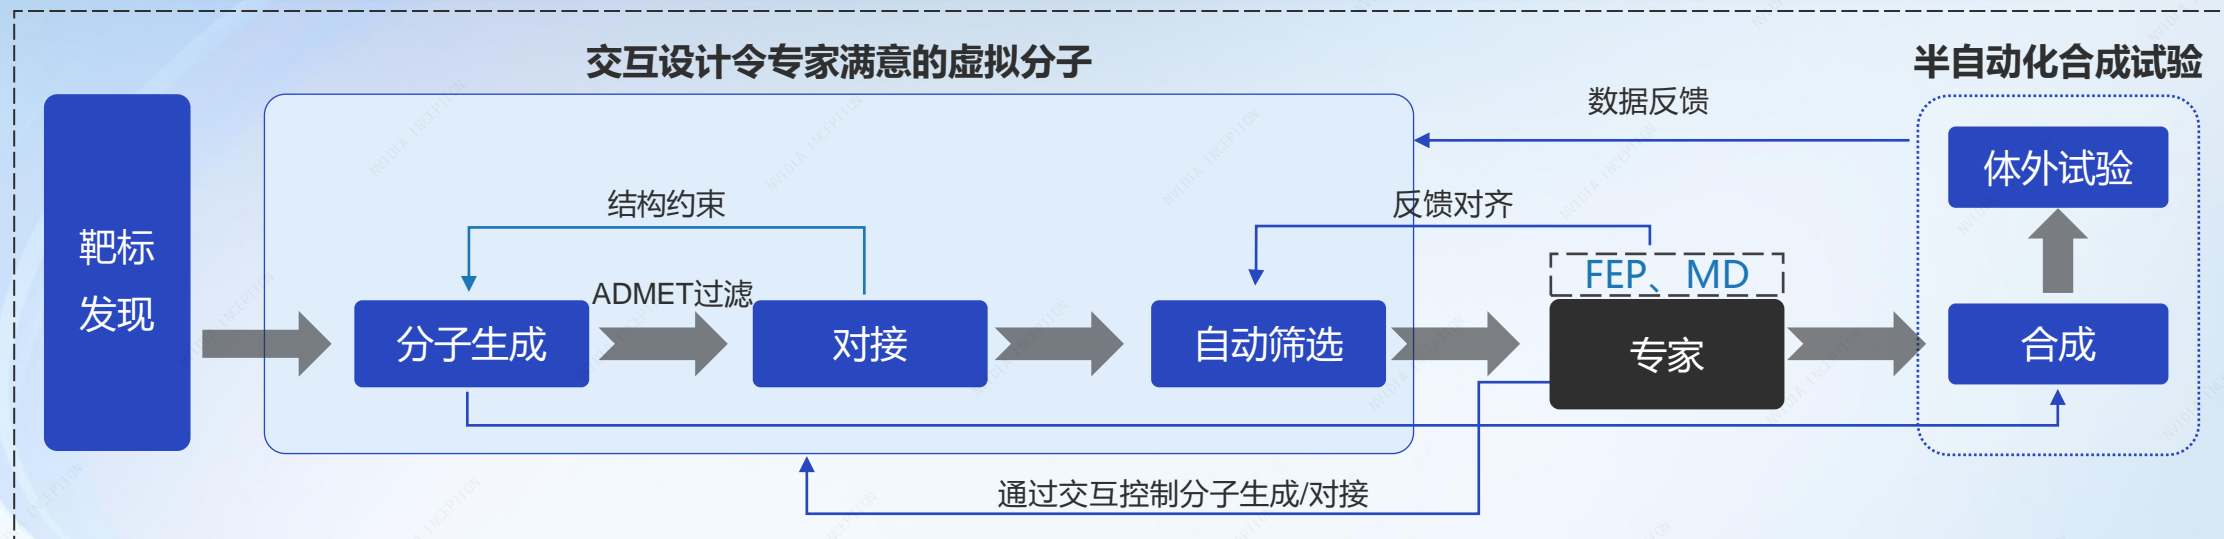 交互设计令专家满意的虚拟分子
半自动化合成试验
数据反馈
体外试验
结构约束
反馈对齐
靶标
发现
FEP、MD
ADMET过滤
分子生成
对接
自动筛选
专家
合成
通过交互控制分子生成/对接
NVIDIA INCEPTION